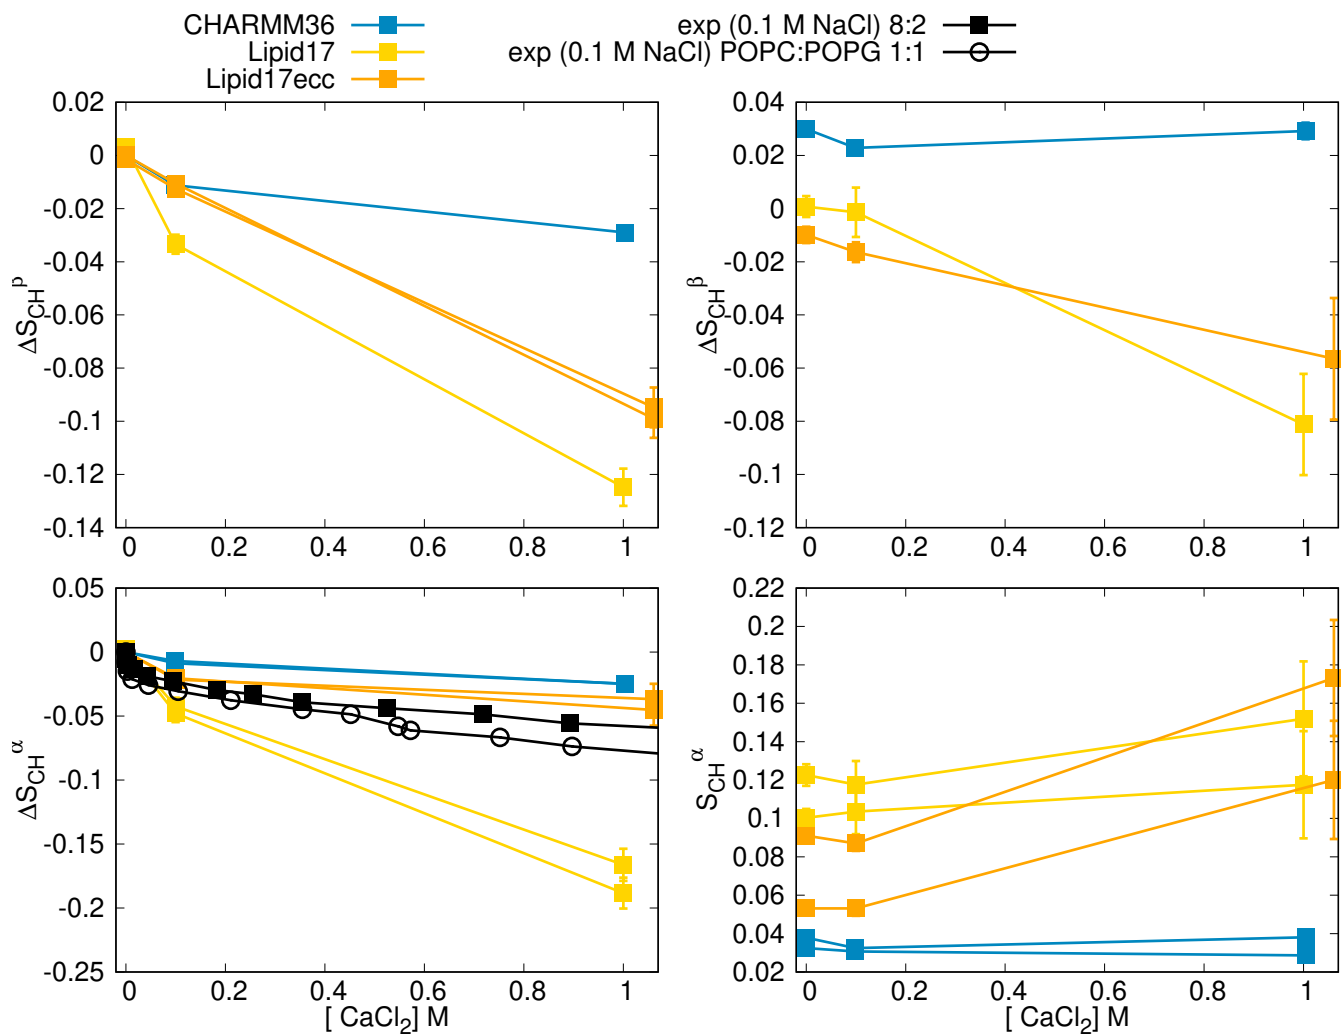 CHARMM36
Lipid17
Lipid17ecc
exp (0.1 M NaCl) 8:2
exp (0.1 M NaCl) POPC:POPG 1:1
0.02
0
-0.02
-0.04
-0.06
-0.08
-0.1
-0.12
-0.14
0 0.2 0.4 0.6 0.8 1
ΔS_CH^β
0.04
0.02
0
-0.02
-0.04
-0.06
-0.08
-0.1
-0.12
0 0.2 0.4 0.6 0.8 1
ΔS_CH^β
0.05
0
-0.05
-0.1
-0.15
-0.2
-0.25
0 0.2 0.4 0.6 0.8 1
ΔS_CH^α
[ CaCl₂] M
0.22
0.2
0.18
0.16
0.14
0.12
0.1
0.08
0.06
0.04
0.02
0 0.2 0.4 0.6 0.8 1
S_CH^α
[ CaCl₂] M